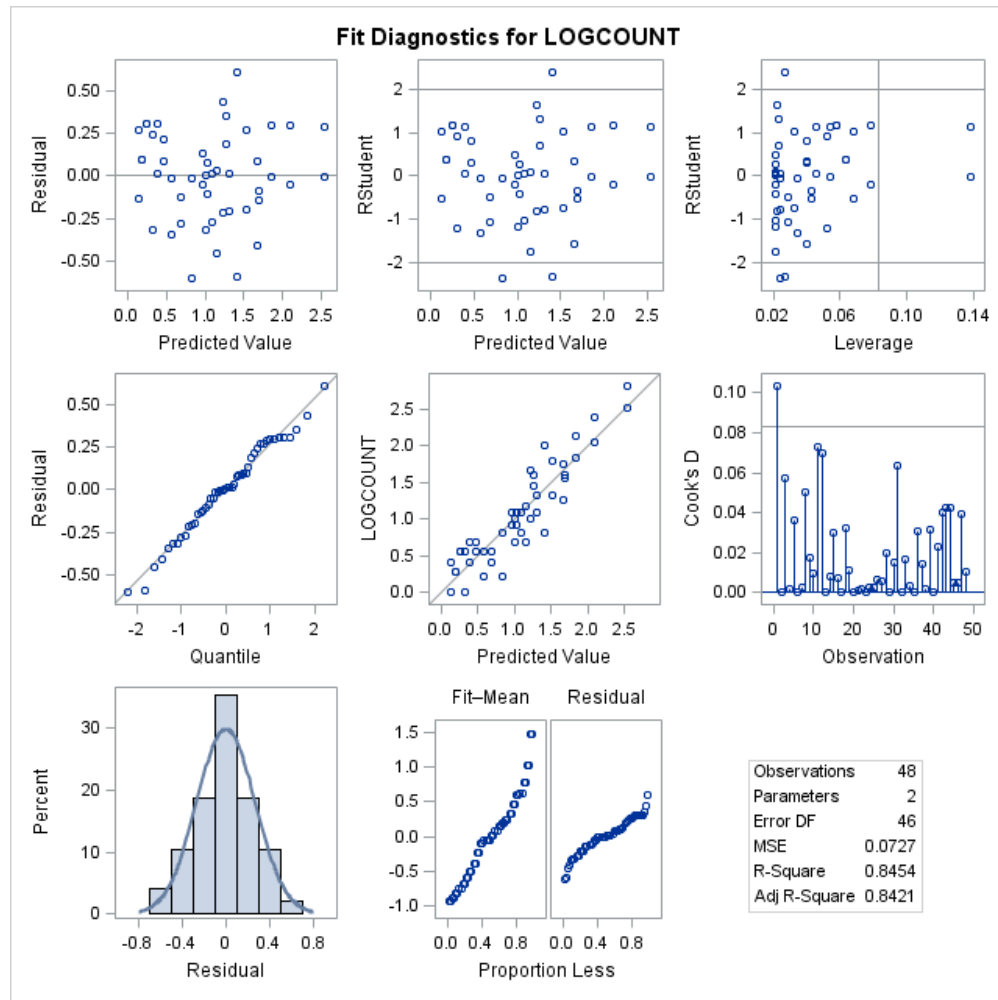 Fit Diagnostics for LOGCOUNT
0.50
0.25
0.00
-0.25
-0.50
Residual
0.0 0.5 1.0 1.5 2.0 2.5
Predicted Value
2
1
0
-1
-2
RStudent
0.0 0.5 1.0 1.5 2.0 2.5
Predicted Value
2
1
0
-1
-2
RStudent
0.02 0.06 0.10 0.14
Leverage
0.50
0.25
0.00
-0.25
-0.50
Residual
-2 -1 0 1 2
Quantile
2.5
2.0
1.5
1.0
0.5
0.0
LOGCOUNT
0.0 0.5 1.0 1.5 2.0 2.5
Predicted Value
0.10
0.08
0.06
0.04
0.02
0.00
Cook's D
0 10 20 30 40 50
Observation
30
20
10
0
Percent
-0.8 -0.4 0 0.4 0.8
Residual
Fit–Mean Residual
1.5
1.0
0.5
0.0
-0.5
-1.0
0.0 0.4 0.8 0.0 0.4 0.8
Proportion Less
Observations 48
Parameters 2
Error DF 46
MSE 0.0727
R-Square 0.8454
Adj R-Square 0.8421